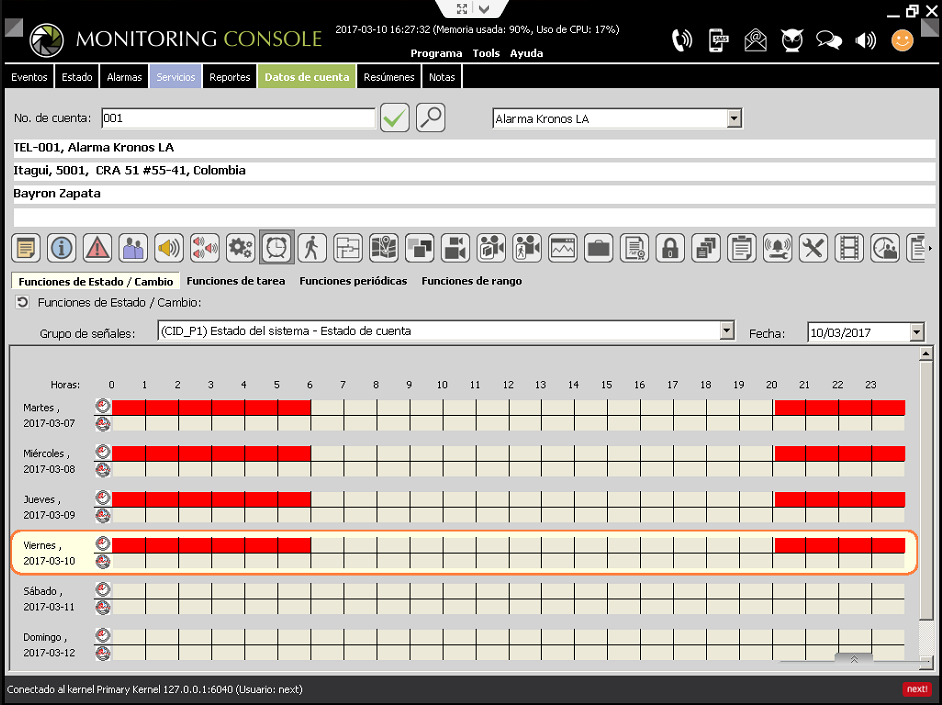 MONITORING CONSOLE
2017-03-10 16:27:32 (Memoria usada: 90%, Uso de CPU: 17%)
Programa Tools Ayuda
SMS
Eventos Estado Alarmas Servicios Reportes Datos de cuenta Resúmenes Notas
No. de cuenta: 001 Alarma Kronos LA
TEL-001, Alarma Kronos LA
Itagui, 5001, CRA 51 #55-41, Colombia
Bayron Zapata
Funciones de Estado / Cambio Funciones de tarea Funciones periódicas Funciones de rango
Funciones de Estado / Cambio:
Grupo de señales: (CID_P1) Estado del sistema - Estado de cuenta Fecha: 10/03/2017
Horas: 0 1 2 3 4 5 6 7 8 9 10 11 12 13 14 15 16 17 18 19 20 21 22 23
Martes ,
2017-03-07
Miércoles ,
2017-03-08
Jueves ,
2017-03-09
Viernes ,
2017-03-10
Sábado ,
2017-03-11
Domingo ,
2017-03-12
Conectado al kernel Primary Kernel 127.0.0.1:6040 (Usuario: next) next!